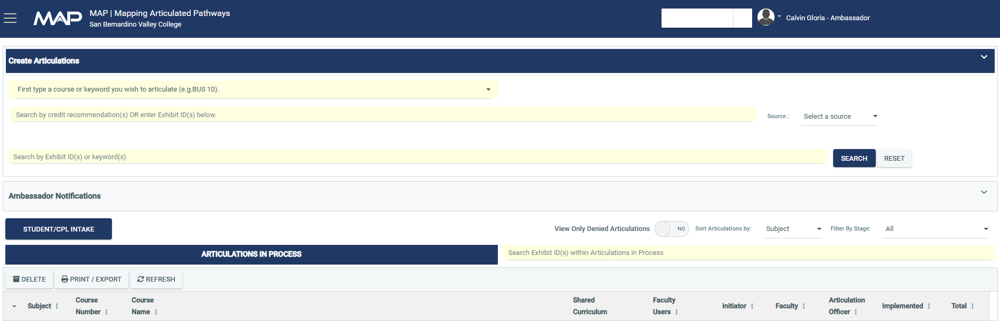 MAP
MAP | Mapping Articulated Pathways
San Bernardino Valley College
Calvin Gloria - Ambassador
Create Articulations
First type a course or keyword you wish to articulate (e.g.BUS 10).
Search by credit recommendation(s) OR enter Exhibit ID(s) below.
Source :
Select a source
Search by Exhibit ID(s) or keyword(s)
SEARCH
RESET
Ambassador Notifications
STUDENT/CPL INTAKE
View Only Denied Articulations
NO
Sort Articulations by:
Subject
Filter By Stage:
All
ARTICULATIONS IN PROCESS
Search Exhibit ID(s) within Articulations in Process
DELETE
PRINT / EXPORT
REFRESH
Subject
Course
Number
Course
Name
Shared
Curriculum
Faculty
Users
Initiator
Faculty
Articulation
Officer
Implemented
Total